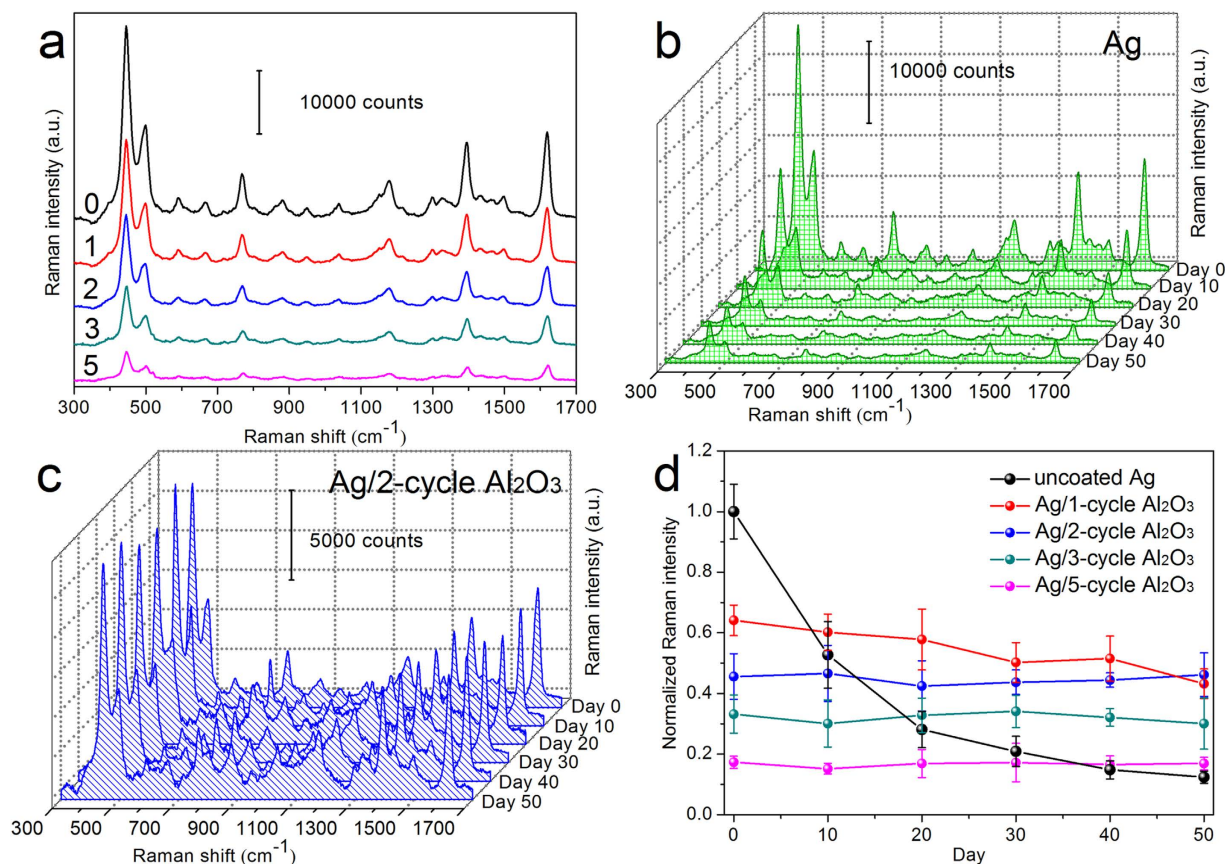 a
10000 counts
Raman intensity (a.u.)
0
1
2
3
5
300 500 700 900 1100 1300 1500 1700
Raman shift (cm⁻¹)
b
Ag
10000 counts
Raman intensity (a.u.)
Day 0
Day 10
Day 20
Day 30
Day 40
Day 50
300 500 700 900 1100 1300 1500 1700
Raman shift (cm⁻¹)
c
Ag/2-cycle Al₂O₃
5000 counts
Raman intensity (a.u.)
Day 0
Day 10
Day 20
Day 30
Day 40
Day 50
300 500 700 900 1100 1300 1500 1700
Raman shift (cm⁻¹)
d
uncoated Ag
Ag/1-cycle Al₂O₃
Ag/2-cycle Al₂O₃
Ag/3-cycle Al₂O₃
Ag/5-cycle Al₂O₃
Normalized Raman intensity
1.2
1.0
0.8
0.6
0.4
0.2
0.0
0 10 20 30 40 50
Day